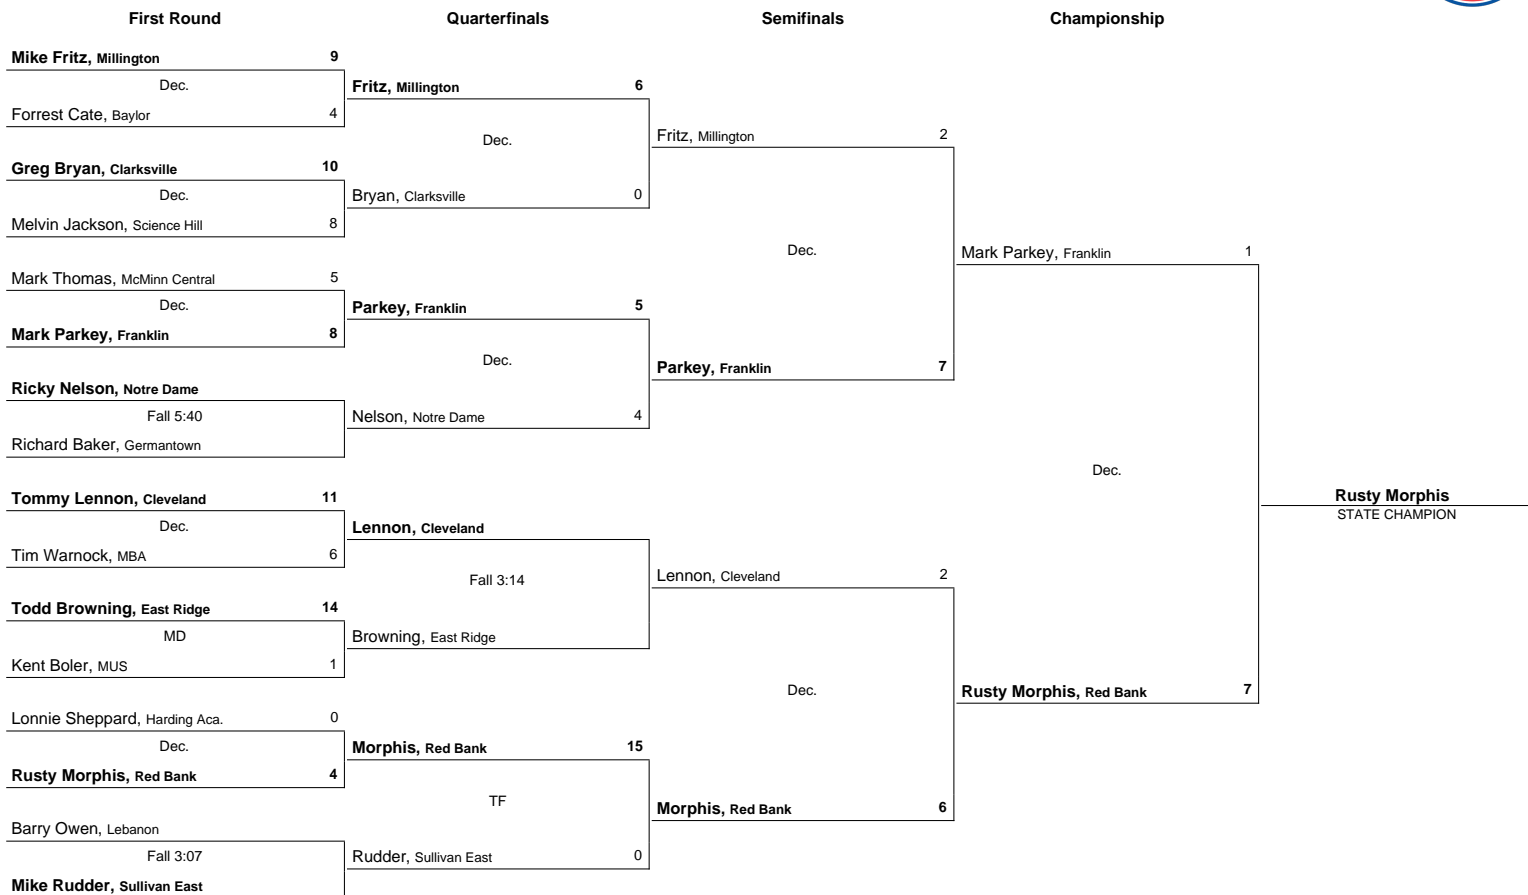 First Round Quarterfinals Semifinals Championship
Mike Fritz, Millington 9
Dec.
Forrest Cate, Baylor 4
Fritz, Millington 6
Dec.
Bryan, Clarksville 0
Greg Bryan, Clarksville 10
Dec.
Melvin Jackson, Science Hill 8
Fritz, Millington 2
Dec.
Parkey, Franklin 7
Mark Thomas, McMinn Central 5
Dec.
Mark Parkey, Franklin 8
Parkey, Franklin 5
Dec.
Nelson, Notre Dame 4
Ricky Nelson, Notre Dame
Fall 5:40
Richard Baker, Germantown
Mark Parkey, Franklin 1
Dec.
Rusty Morphis, Red Bank 7
Rusty Morphis
STATE CHAMPION
Tommy Lennon, Cleveland 11
Dec.
Tim Warnock, MBA 6
Lennon, Cleveland
Fall 3:14
Browning, East Ridge
Todd Browning, East Ridge 14
MD
Kent Boler, MUS 1
Lennon, Cleveland 2
Dec.
Morphis, Red Bank 6
Lonnie Sheppard, Harding Aca. 0
Dec.
Rusty Morphis, Red Bank 4
Morphis, Red Bank 15
TF
Rudder, Sullivan East 0
Barry Owen, Lebanon
Fall 3:07
Mike Rudder, Sullivan East